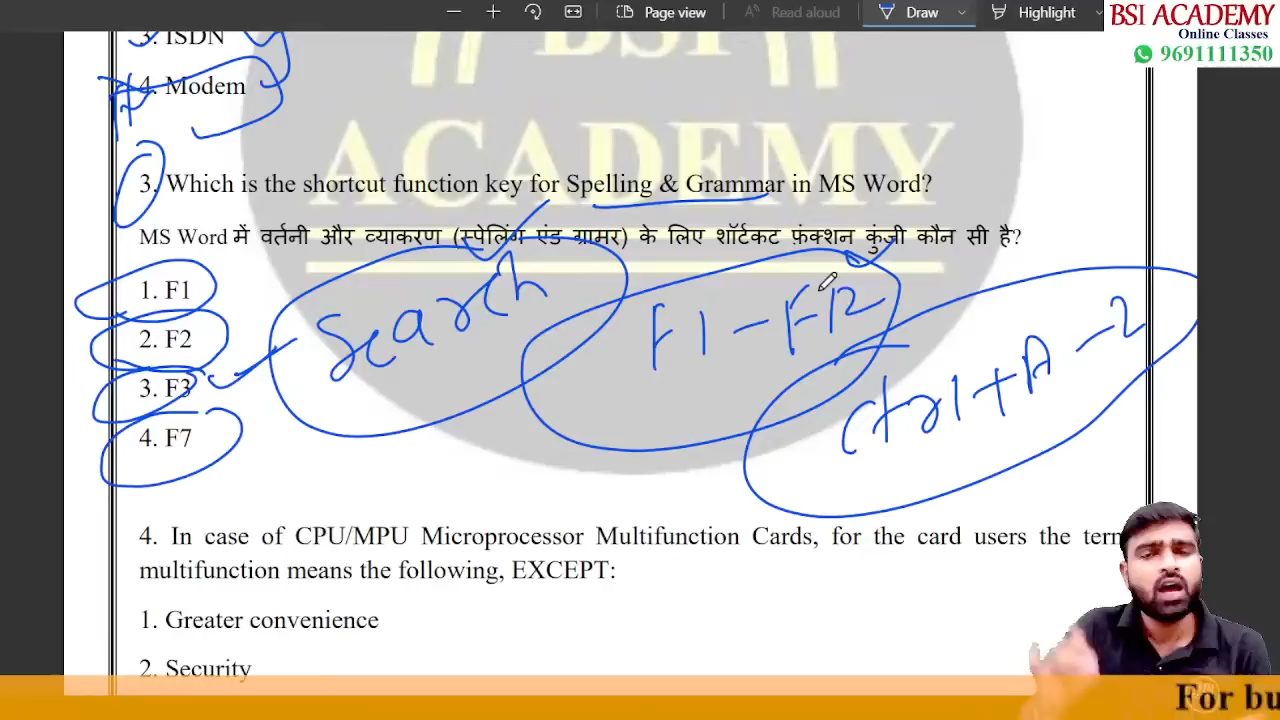 Page view
Read aloud
Draw
Highlight
BSI ACADEMY
Online Classes
9691111350
3. ISDN
4. Modem
BSI
ACADEMY
3. Which is the shortcut function key for Spelling & Grammar in MS Word?
MS Word में वर्तनी और व्याकरण (स्पेलिंग एंड ग्रामर) के लिए शॉर्टकट फ़ंक्शन कुंजी कौन सी है?
1. F1
2. F2
3. F3
4. F7
Search
F1 - F12
Ctrl + A - 2
4. In case of CPU/MPU Microprocessor Multifunction Cards, for the card users the term
multifunction means the following, EXCEPT:
1. Greater convenience
2. Security
For bu